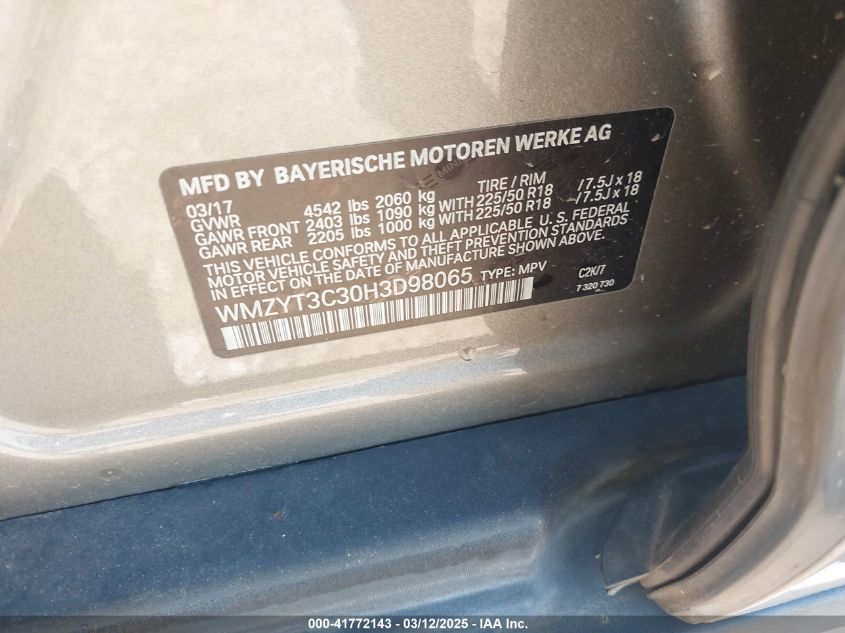 MFD BY BAYERISCHE MOTOREN WERKE AG
03/17 TIRE / RIM
GVWR 4542 lbs 2060 kg
GAWR FRONT 2403 lbs 1090 kg WITH 225/50 R18 / 7.5J x 18
GAWR REAR 2205 lbs 1000 kg WITH 225/50 R18 / 7.5J x 18
THIS VEHICLE CONFORMS TO ALL APPLICABLE U. S. FEDERAL
MOTOR VEHICLE SAFETY AND THEFT PREVENTION STANDARDS
IN EFFECT ON THE DATE OF MANUFACTURE SHOWN ABOVE.
WMZYT3C30H3D98065 TYPE: MPV C2K/7
7 320 730
000-41772143 - 03/12/2025 - IAA Inc.